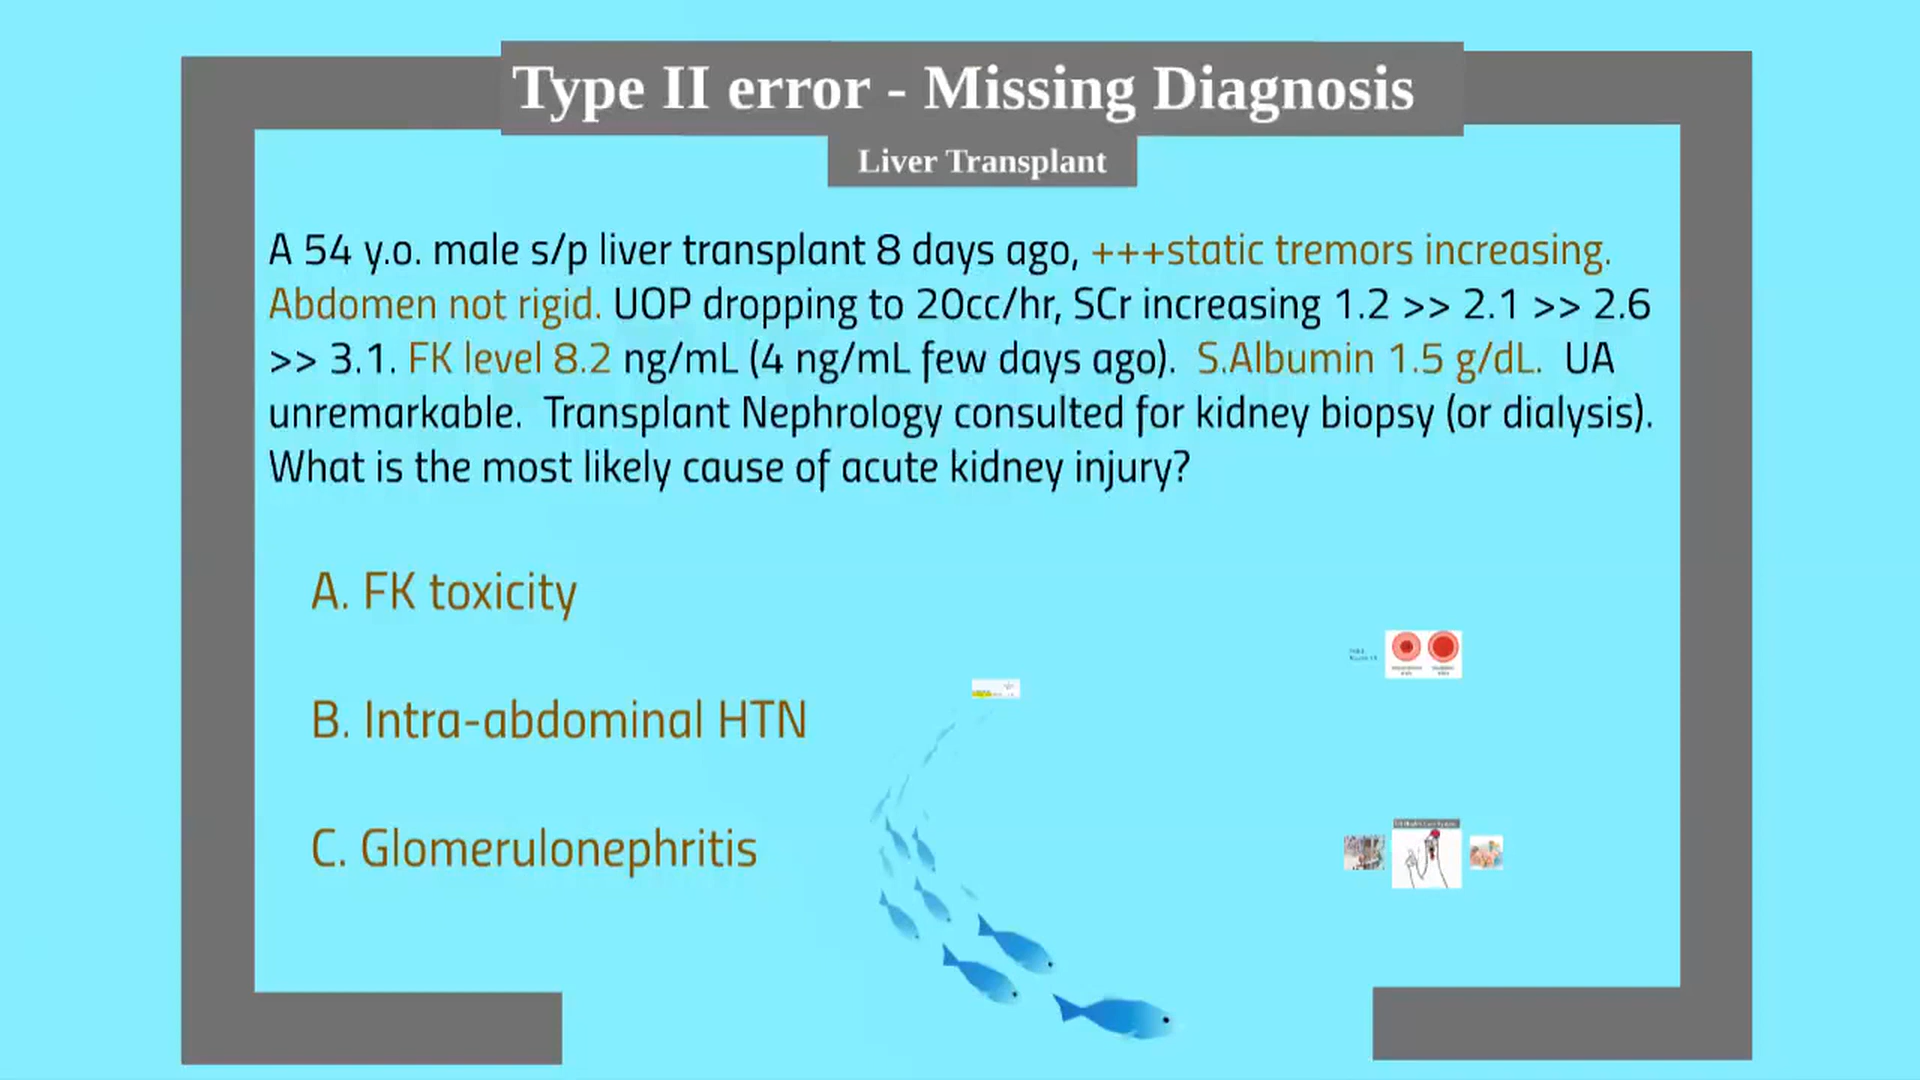 Type II error - Missing Diagnosis
Liver Transplant
A 54 y.o. male s/p liver transplant 8 days ago, +++static tremors increasing.
Abdomen not rigid. UOP dropping to 20cc/hr, SCr increasing 1.2 >> 2.1 >> 2.6
>> 3.1. FK level 8.2 ng/mL (4 ng/mL few days ago). S.Albumin 1.5 g/dL. UA
unremarkable. Transplant Nephrology consulted for kidney biopsy (or dialysis).
What is the most likely cause of acute kidney injury?
A. FK toxicity
B. Intra-abdominal HTN
C. Glomerulonephritis